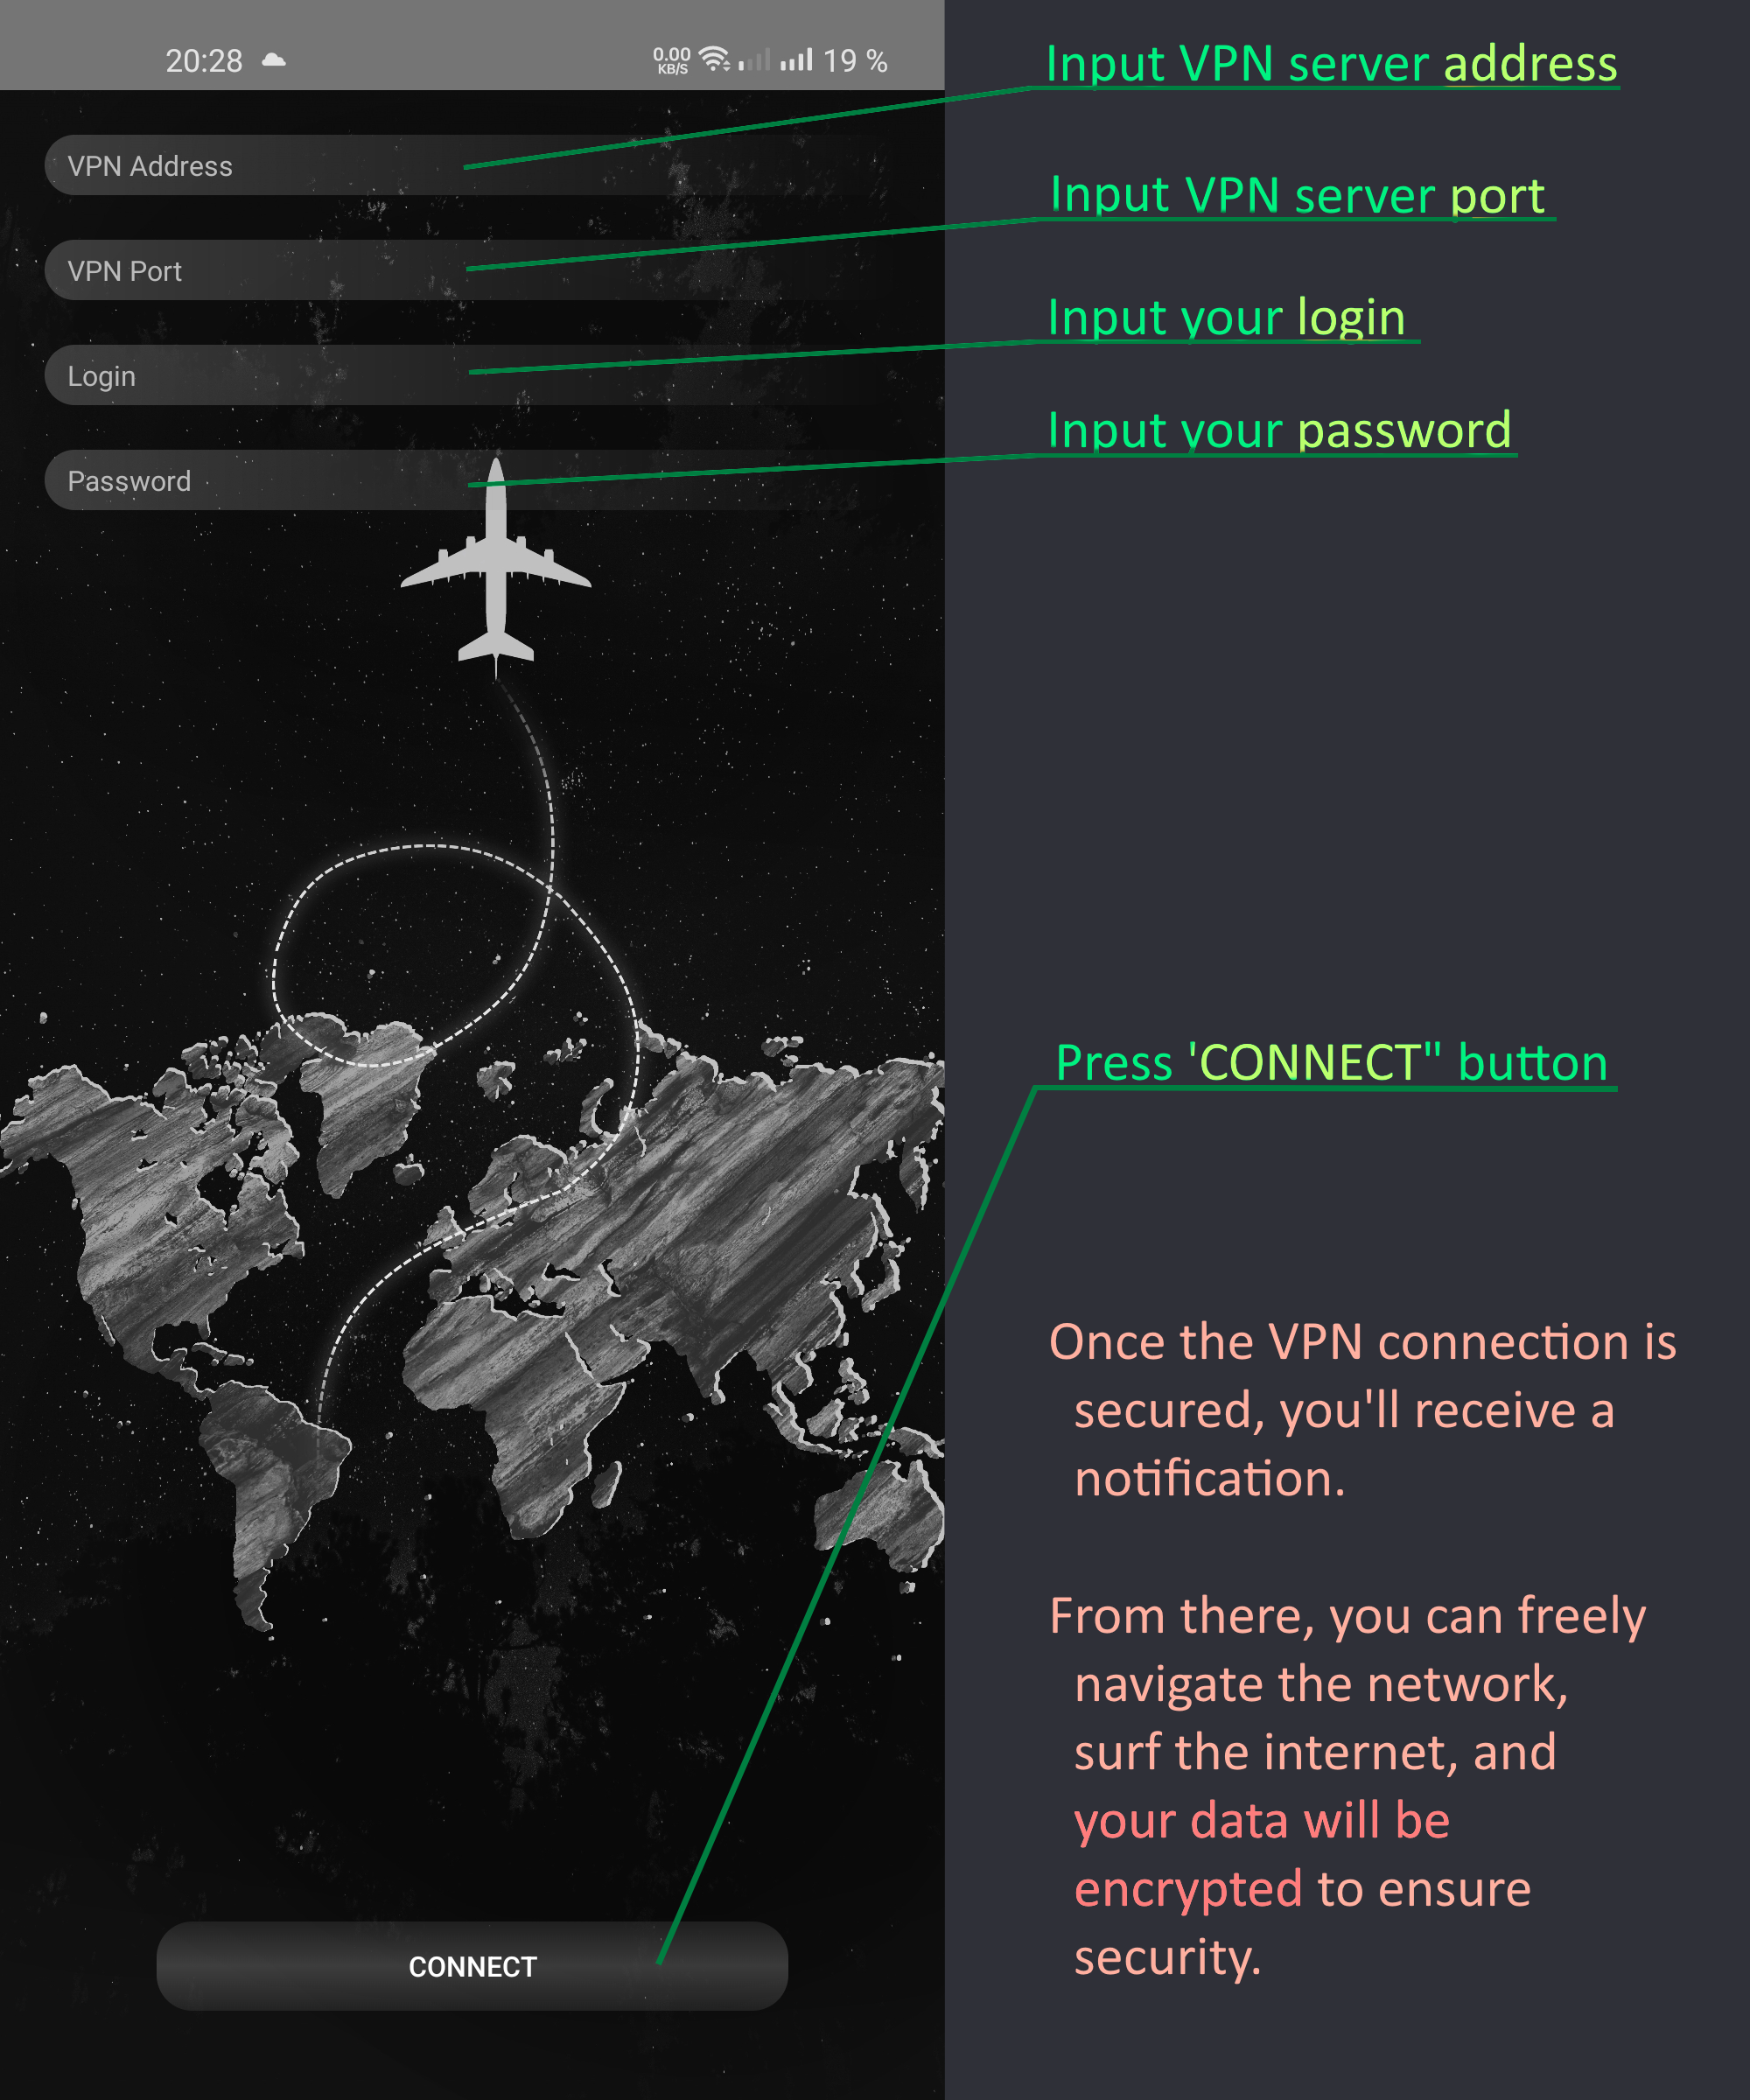 20:28
0.00 KB/S 19 %
VPN Address
VPN Port
Login
Password
CONNECT
Input VPN server address
Input VPN server port
Input your login
Input your password
Press 'CONNECT" button
Once the VPN connection is
secured, you'll receive a
notification.
From there, you can freely
navigate the network,
surf the internet, and
your data will be
encrypted to ensure
security.